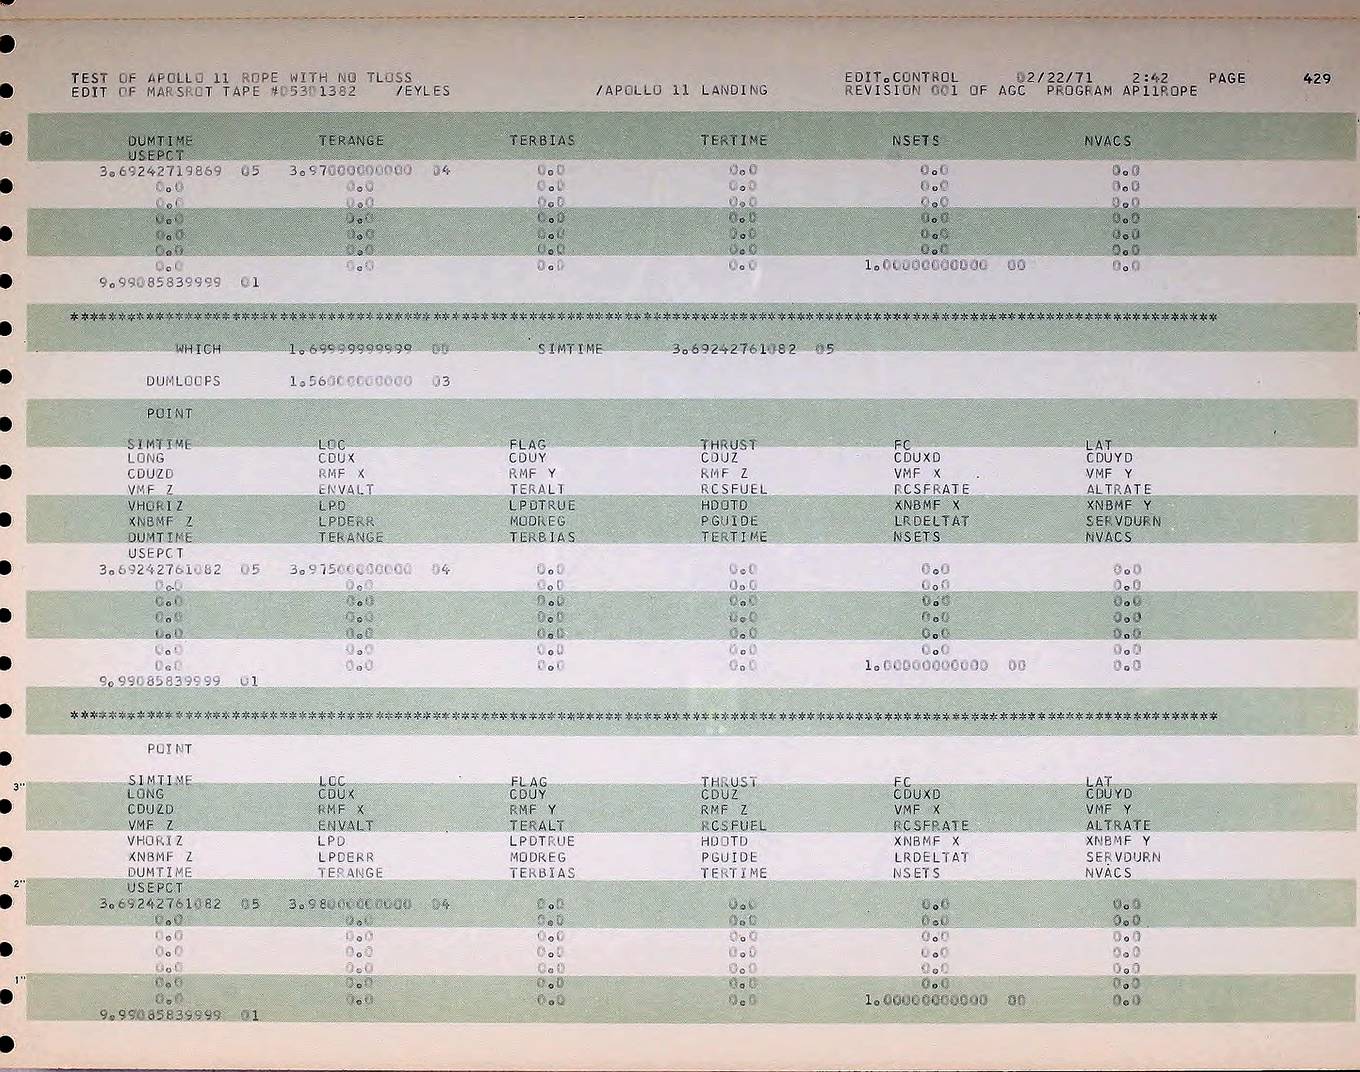 TEST OF APOLLO 11 ROPE WITH NO TLOSS EDIT.CONTROL 02/22/71 2:42 PAGE 429
EDIT OF MARSROT TAPE #05301382 /EYLES /APOLLO 11 LANDING REVISION 001 OF AGC PROGRAM AP11ROPE
DUMTIME TERANGE TERBIAS TERTIME NSETS NVACS
USEPCT
3.69242719869 05 3.97000000000 04 0.0 0.0 0.0 0.0
0.0 0.0 0.0 0.0 0.0 0.0
0.0 0.0 0.0 0.0 0.0 0.0
0.0 0.0 0.0 0.0 0.0 0.0
0.0 0.0 0.0 0.0 0.0 0.0
0.0 0.0 0.0 0.0 0.0 0.0
0.0 0.0 0.0 0.0 1.00000000000 00 0.0
9.99085839999 01
************************************************************************************************************************
WHICH 1.69999999999 00 SIMTIME 3.69242761082 05
DUMLOOPS 1.56000000000 03
POINT
SIMTIME LOC FLAG THRUST FC LAT
LONG CDUX CDUY CDUZ CDUXD CDUYD
CDUZD RMF X RMF Y RMF Z VMF X VMF Y
VMF Z ENVALT TERALT RCSFUEL RCSFRATE ALTRATE
VHORIZ LPD LPDTRUE HDOTD XNBMF X XNBMF Y
XNBMF Z LPDERR MODREG PGUIDE LRDELTAT SERVDURN
DUMTIME TERANGE TERBIAS TERTIME NSETS NVACS
USEPCT
3.69242761082 05 3.97500000000 04 0.0 0.0 0.0 0.0
0.0 0.0 0.0 0.0 0.0 0.0
0.0 0.0 0.0 0.0 0.0 0.0
0.0 0.0 0.0 0.0 0.0 0.0
0.0 0.0 0.0 0.0 0.0 0.0
0.0 0.0 0.0 0.0 0.0 0.0
0.0 0.0 0.0 0.0 1.00000000000 00 0.0
9.99085839999 01
************************************************************************************************************************
POINT
SIMTIME LOC FLAG THRUST FC LAT
3" LONG CDUX CDUY CDUZ CDUXD CDUYD
CDUZD RMF X RMF Y RMF Z VMF X VMF Y
VMF Z ENVALT TERALT RCSFUEL RCSFRATE ALTRATE
VHORIZ LPD LPDTRUE HDOTD XNBMF X XNBMF Y
XNBMF Z LPDERR MODREG PGUIDE LRDELTAT SERVDURN
DUMTIME TERANGE TERBIAS TERTIME NSETS NVACS
2" USEPCT
3.69242761082 05 3.98000000000 04 0.0 0.0 0.0 0.0
0.0 0.0 0.0 0.0 0.0 0.0
0.0 0.0 0.0 0.0 0.0 0.0
0.0 0.0 0.0 0.0 0.0 0.0
0.0 0.0 0.0 0.0 0.0 0.0
1" 0.0 0.0 0.0 0.0 0.0 0.0
0.0 0.0 0.0 0.0 1.00000000000 00 0.0
9.99085839999 01